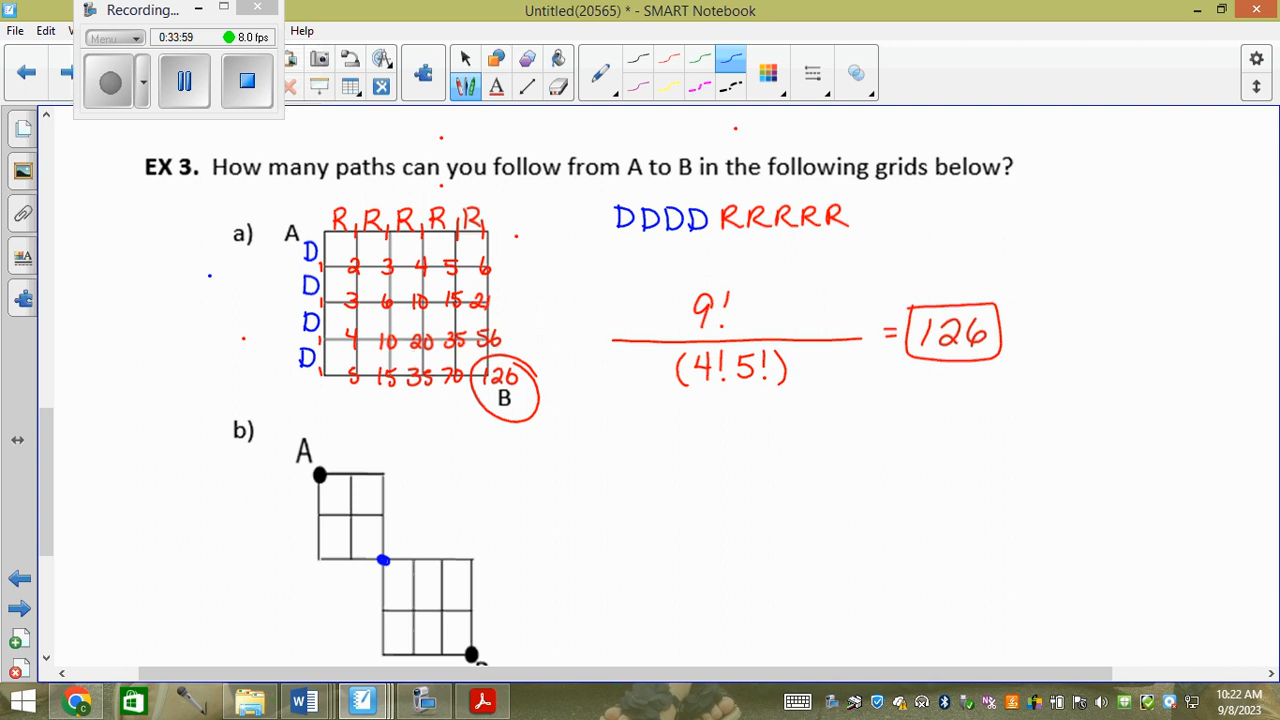 Recording...
Untitled(20565) * - SMART Notebook
Menu 0:33:59 8.0 fps
File Edit Help
EX 3. How many paths can you follow from A to B in the following grids below?
R R R R R
DDDDRRRRR
a) A
D
1 2 3 4 5 6
D
1 3 6 10 15 21
D
1 4 10 20 35 56
D
1 5 15 35 70 126
B
9!
(4!5!)
= 126
b)
A
10:22 AM
9/8/2023